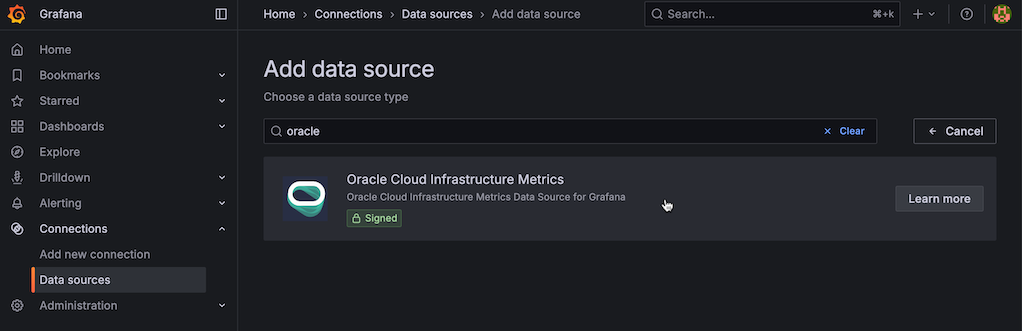 Grafana
Home › Connections › Data sources › Add data source
Search...
⌘+k
Home
Bookmarks
Starred
Dashboards
Explore
Drilldown
Alerting
Connections
Add new connection
Data sources
Administration
Add data source
Choose a data source type
oracle
Clear
Cancel
Oracle Cloud Infrastructure Metrics
Oracle Cloud Infrastructure Metrics Data Source for Grafana
Signed
Learn more